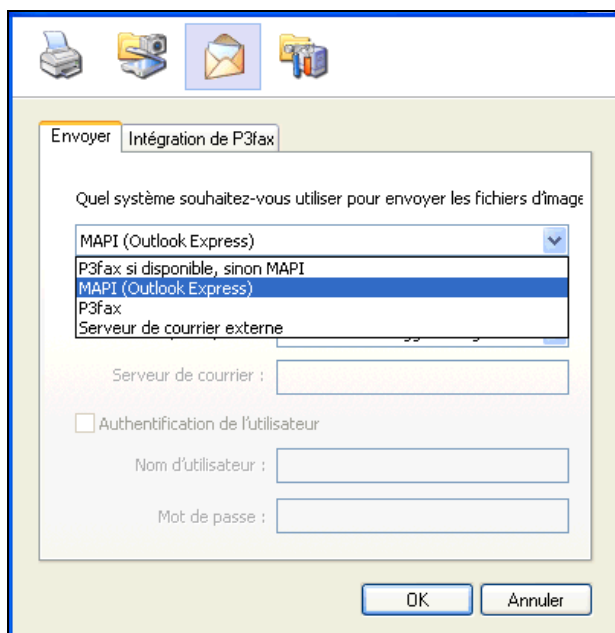 Envoyer
Intégration de P3fax
Quel système souhaitez-vous utiliser pour envoyer les fichiers d'image
MAPI (Outlook Express)
P3fax si disponible, sinon MAPI
MAPI (Outlook Express)
P3fax
Serveur de courrier externe
Serveur de courrier :
Authentification de l'utilisateur
Nom d'utilisateur :
Mot de passe :
OK
Annuler